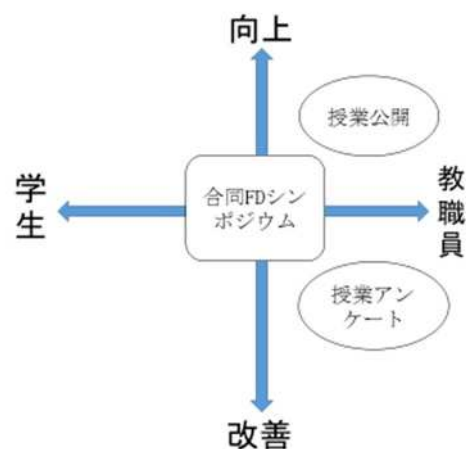 向上
授業公開
学生
合同FDシン
ポジウム
教職員
授業アン
ケート
改善